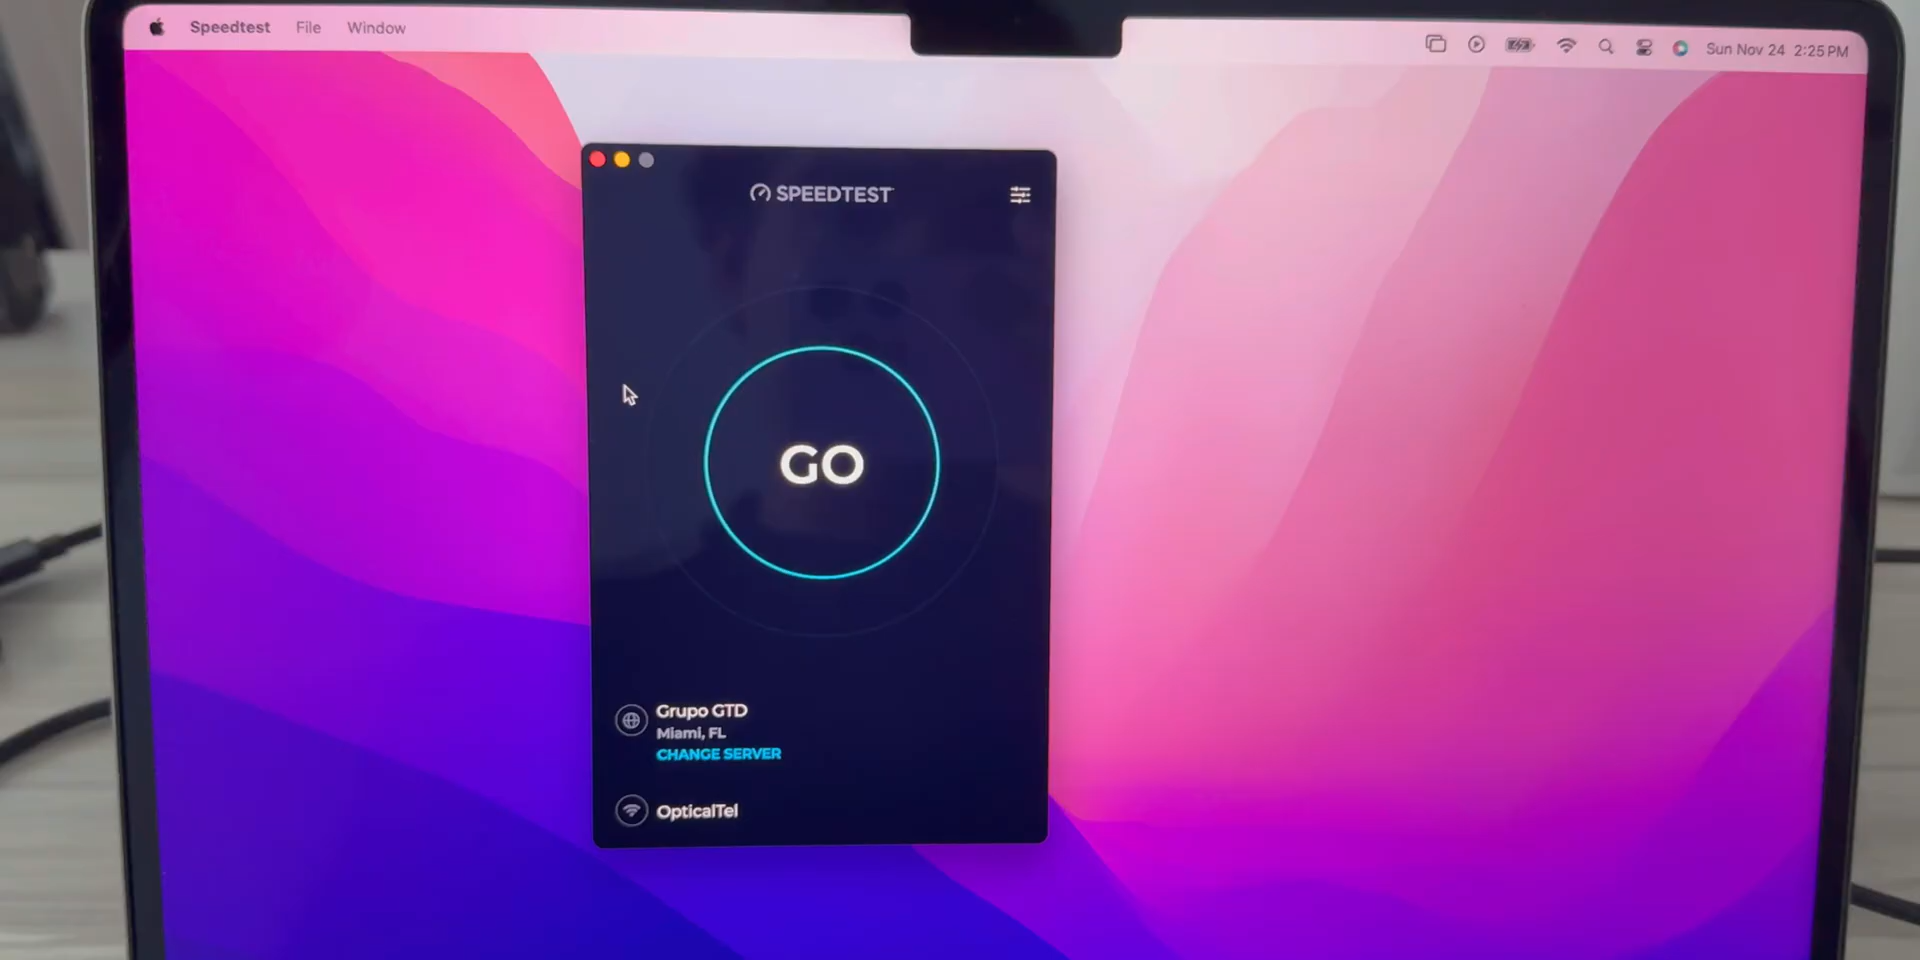 Speedtest File Window
Sun Nov 24 2:25 PM
SPEEDTEST
GO
Grupo GTD
Miami, FL
CHANGE SERVER
OpticalTel